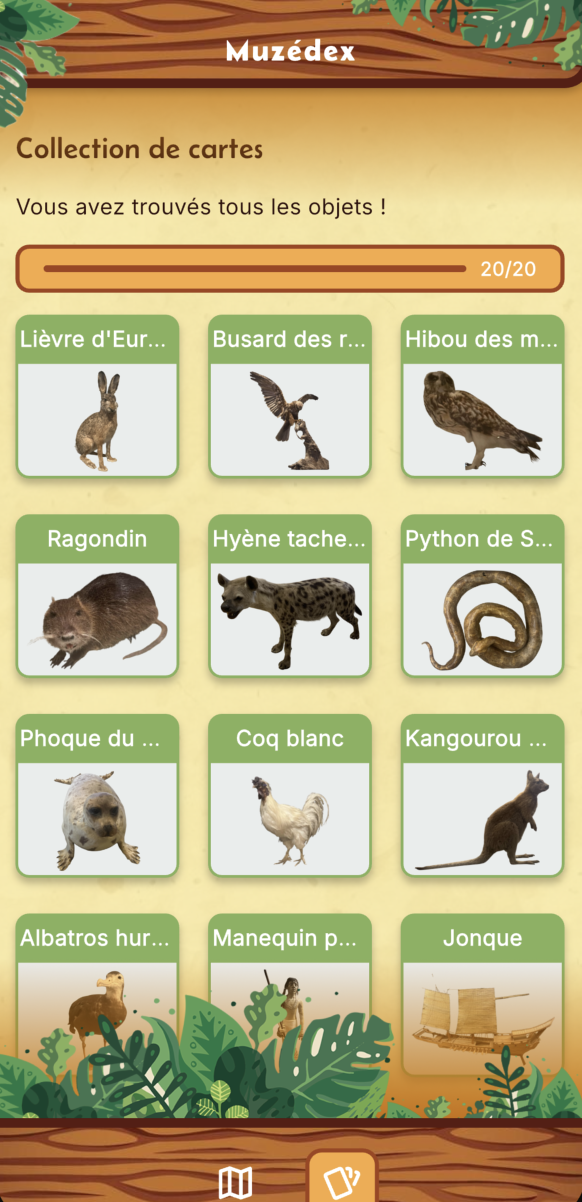 Muzédex
Collection de cartes
Vous avez trouvés tous les objets !
20/20
Lièvre d'Eur...
Busard des r...
Hibou des m...
Ragondin
Hyène tache...
Python de S...
Phoque du ...
Coq blanc
Kangourou ...
Albatros hur...
Manequin p...
Jonque